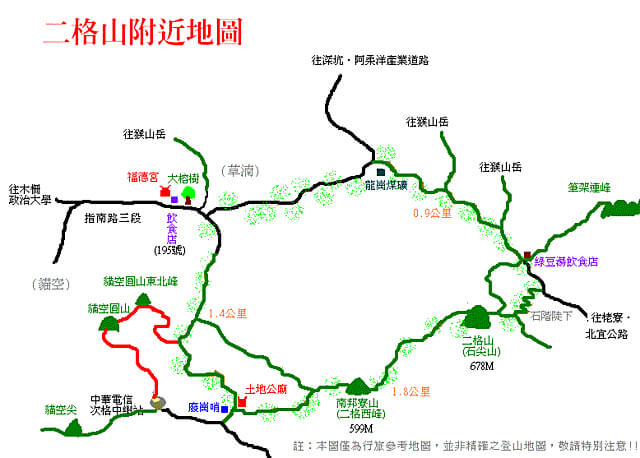 二格山附近地圖
往深坑・阿柔洋產業道路
往猴山岳
往猴山岳
往猴山岳
福德宮
大榕樹
(草湳)
龍崗煤礦
往木柵
政治大學
指南路三段
飲食店
(195號)
0.9公里
筆架連峰
綠豆湯飲食店
(貓空)
貓空圓山東北峰
貓空圓山
1.4公里
石階陡下
往栳寮・
北宜公路
二格山
(石尖山)
678M
土地公廟
1.8公里
中華電信
次格中繼站
廢崗哨
南邦寮山
(二格西峰)
599M
貓空尖
註：本圖僅為行旅參考地圖，並非精確之登山地圖，敬請特別注意!!